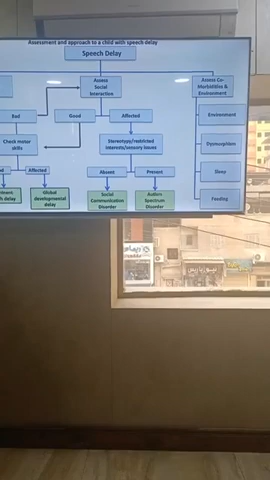 Assessment and approach to a child with speech delay
Speech Delay
Assess
Social
Interaction
Assess Co-
Morbidities &
Environment
Bad
Good
Affected
Environment
Check motor
skills
Stereotypy/restricted
interests/sensory issues
Dysmorphism
Affected
Absent
Present
Sleep
Global
developmental
delay
Social
Communication
Disorder
Autism
Spectrum
Disorder
Feeding
delay